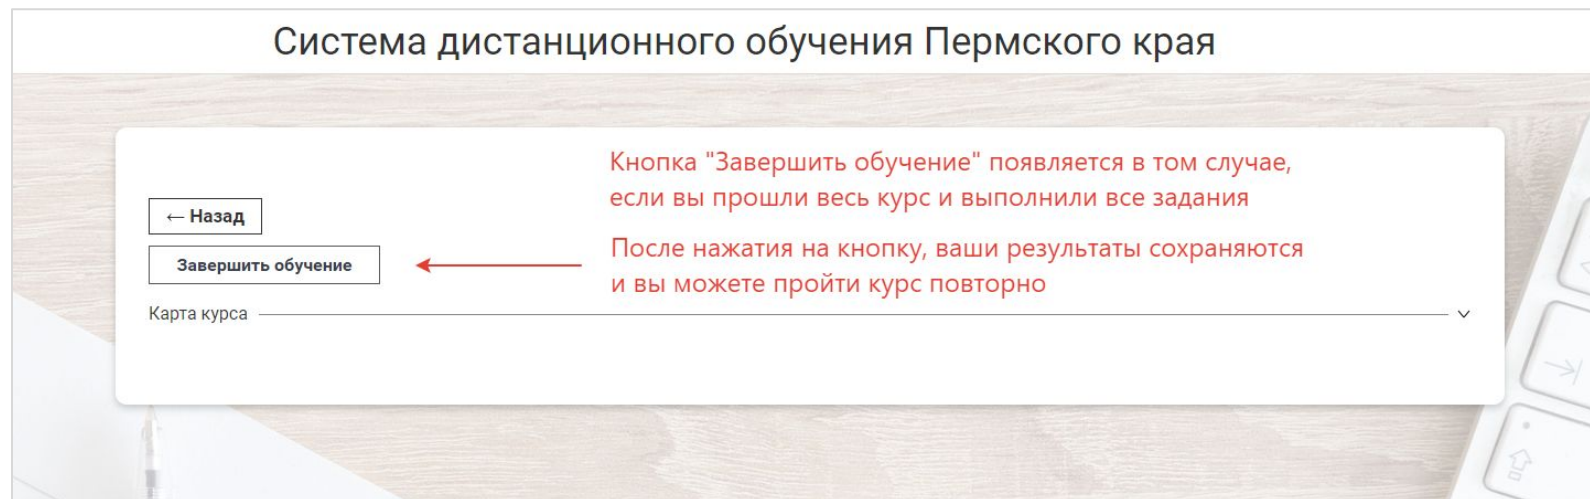 Система дистанционного обучения Пермского края
Кнопка "Завершить обучение" появляется в том случае,
если вы прошли весь курс и выполнили все задания
← Назад
После нажатия на кнопку, ваши результаты сохраняются
и вы можете пройти курс повторно
Завершить обучение
Карта курса